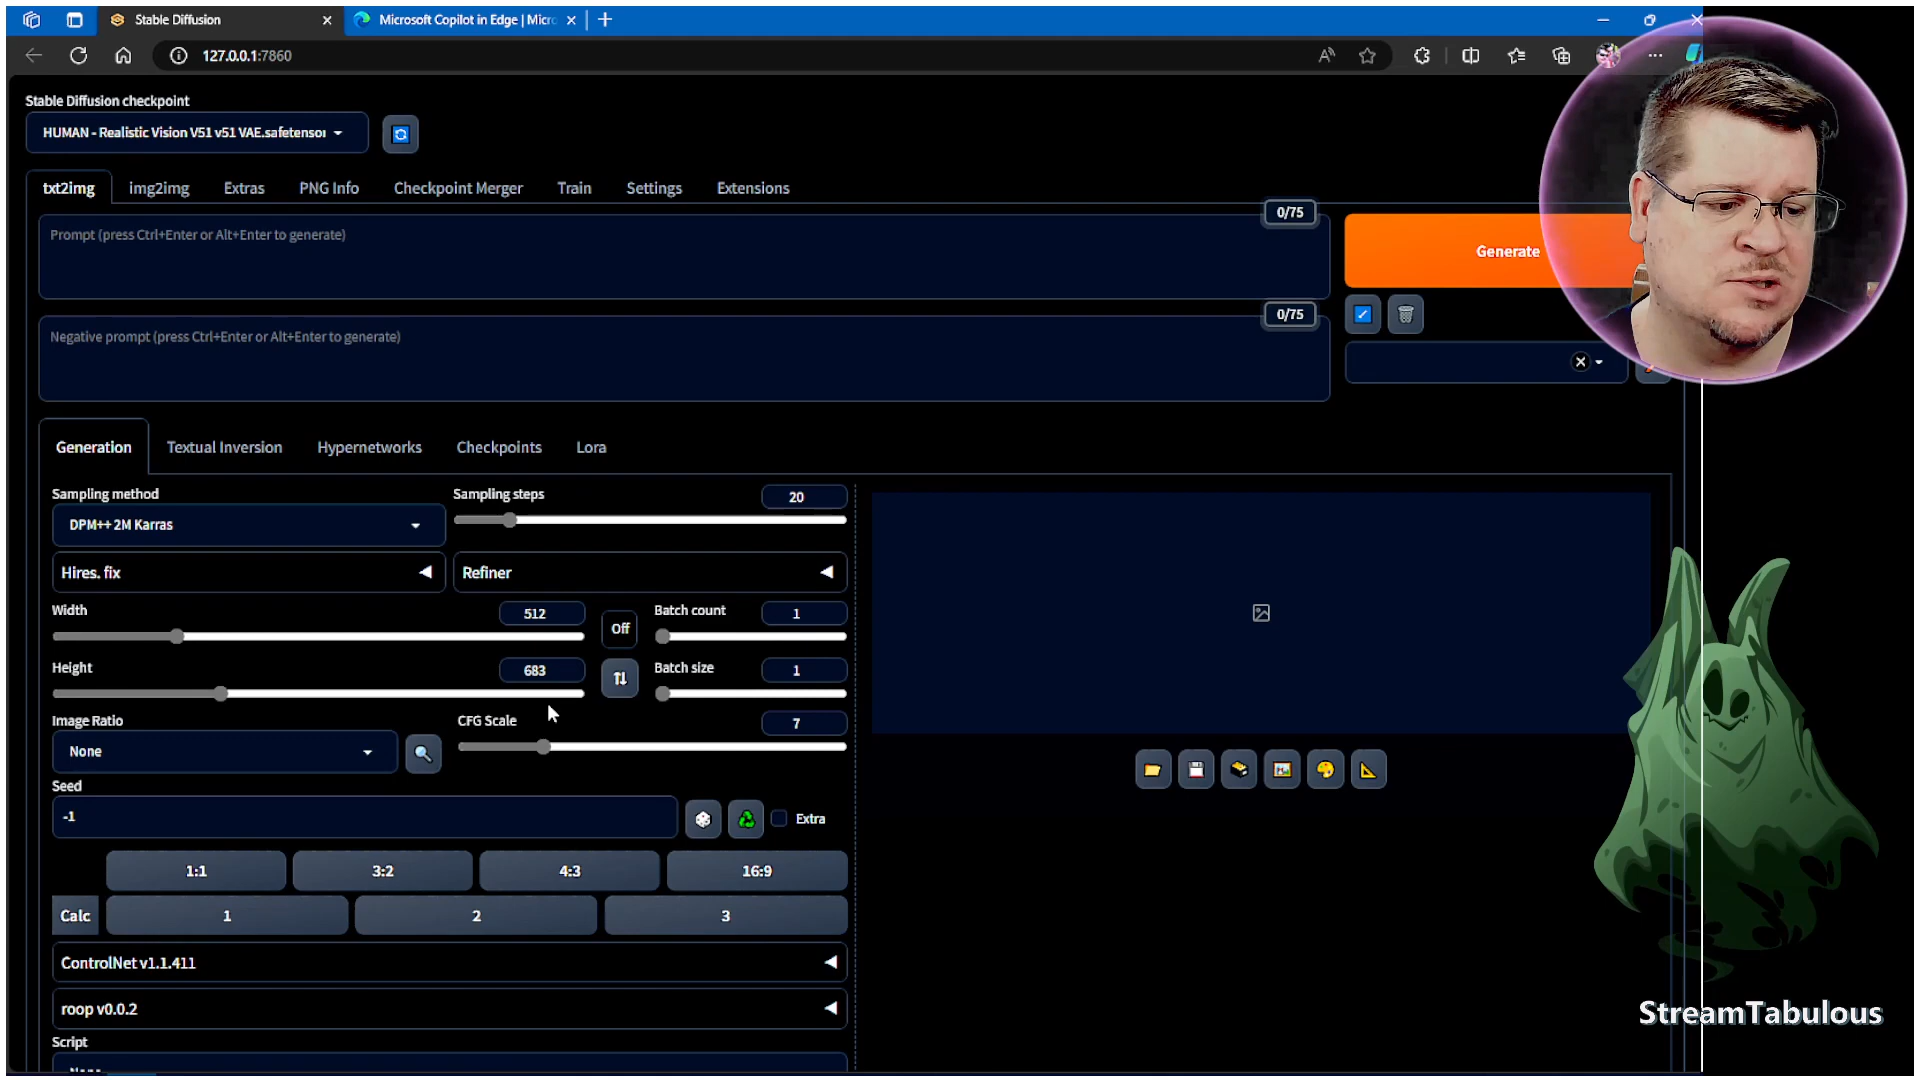 Stable Diffusion
Microsoft Copilot in Edge | Micro
127.0.0.1:7860
Stable Diffusion checkpoint
HUMAN - Realistic Vision V51 v51 VAE.safetensor
txt2img img2img Extras PNG Info Checkpoint Merger Train Settings Extensions
0/75
Prompt (press Ctrl+Enter or Alt+Enter to generate)
Generate
0/75
Negative prompt (press Ctrl+Enter or Alt+Enter to generate)
Generation Textual Inversion Hypernetworks Checkpoints Lora
Sampling method Sampling steps 20
DPM++ 2M Karras
Hires. fix Refiner
Width 512 Batch count 1
Off
Height 683 Batch size 1
Image Ratio CFG Scale 7
None
Seed
-1 Extra
1:1 3:2 4:3 16:9
Calc 1 2 3
ControlNet v1.1.411
roop v0.0.2
StreamTabulous
Script